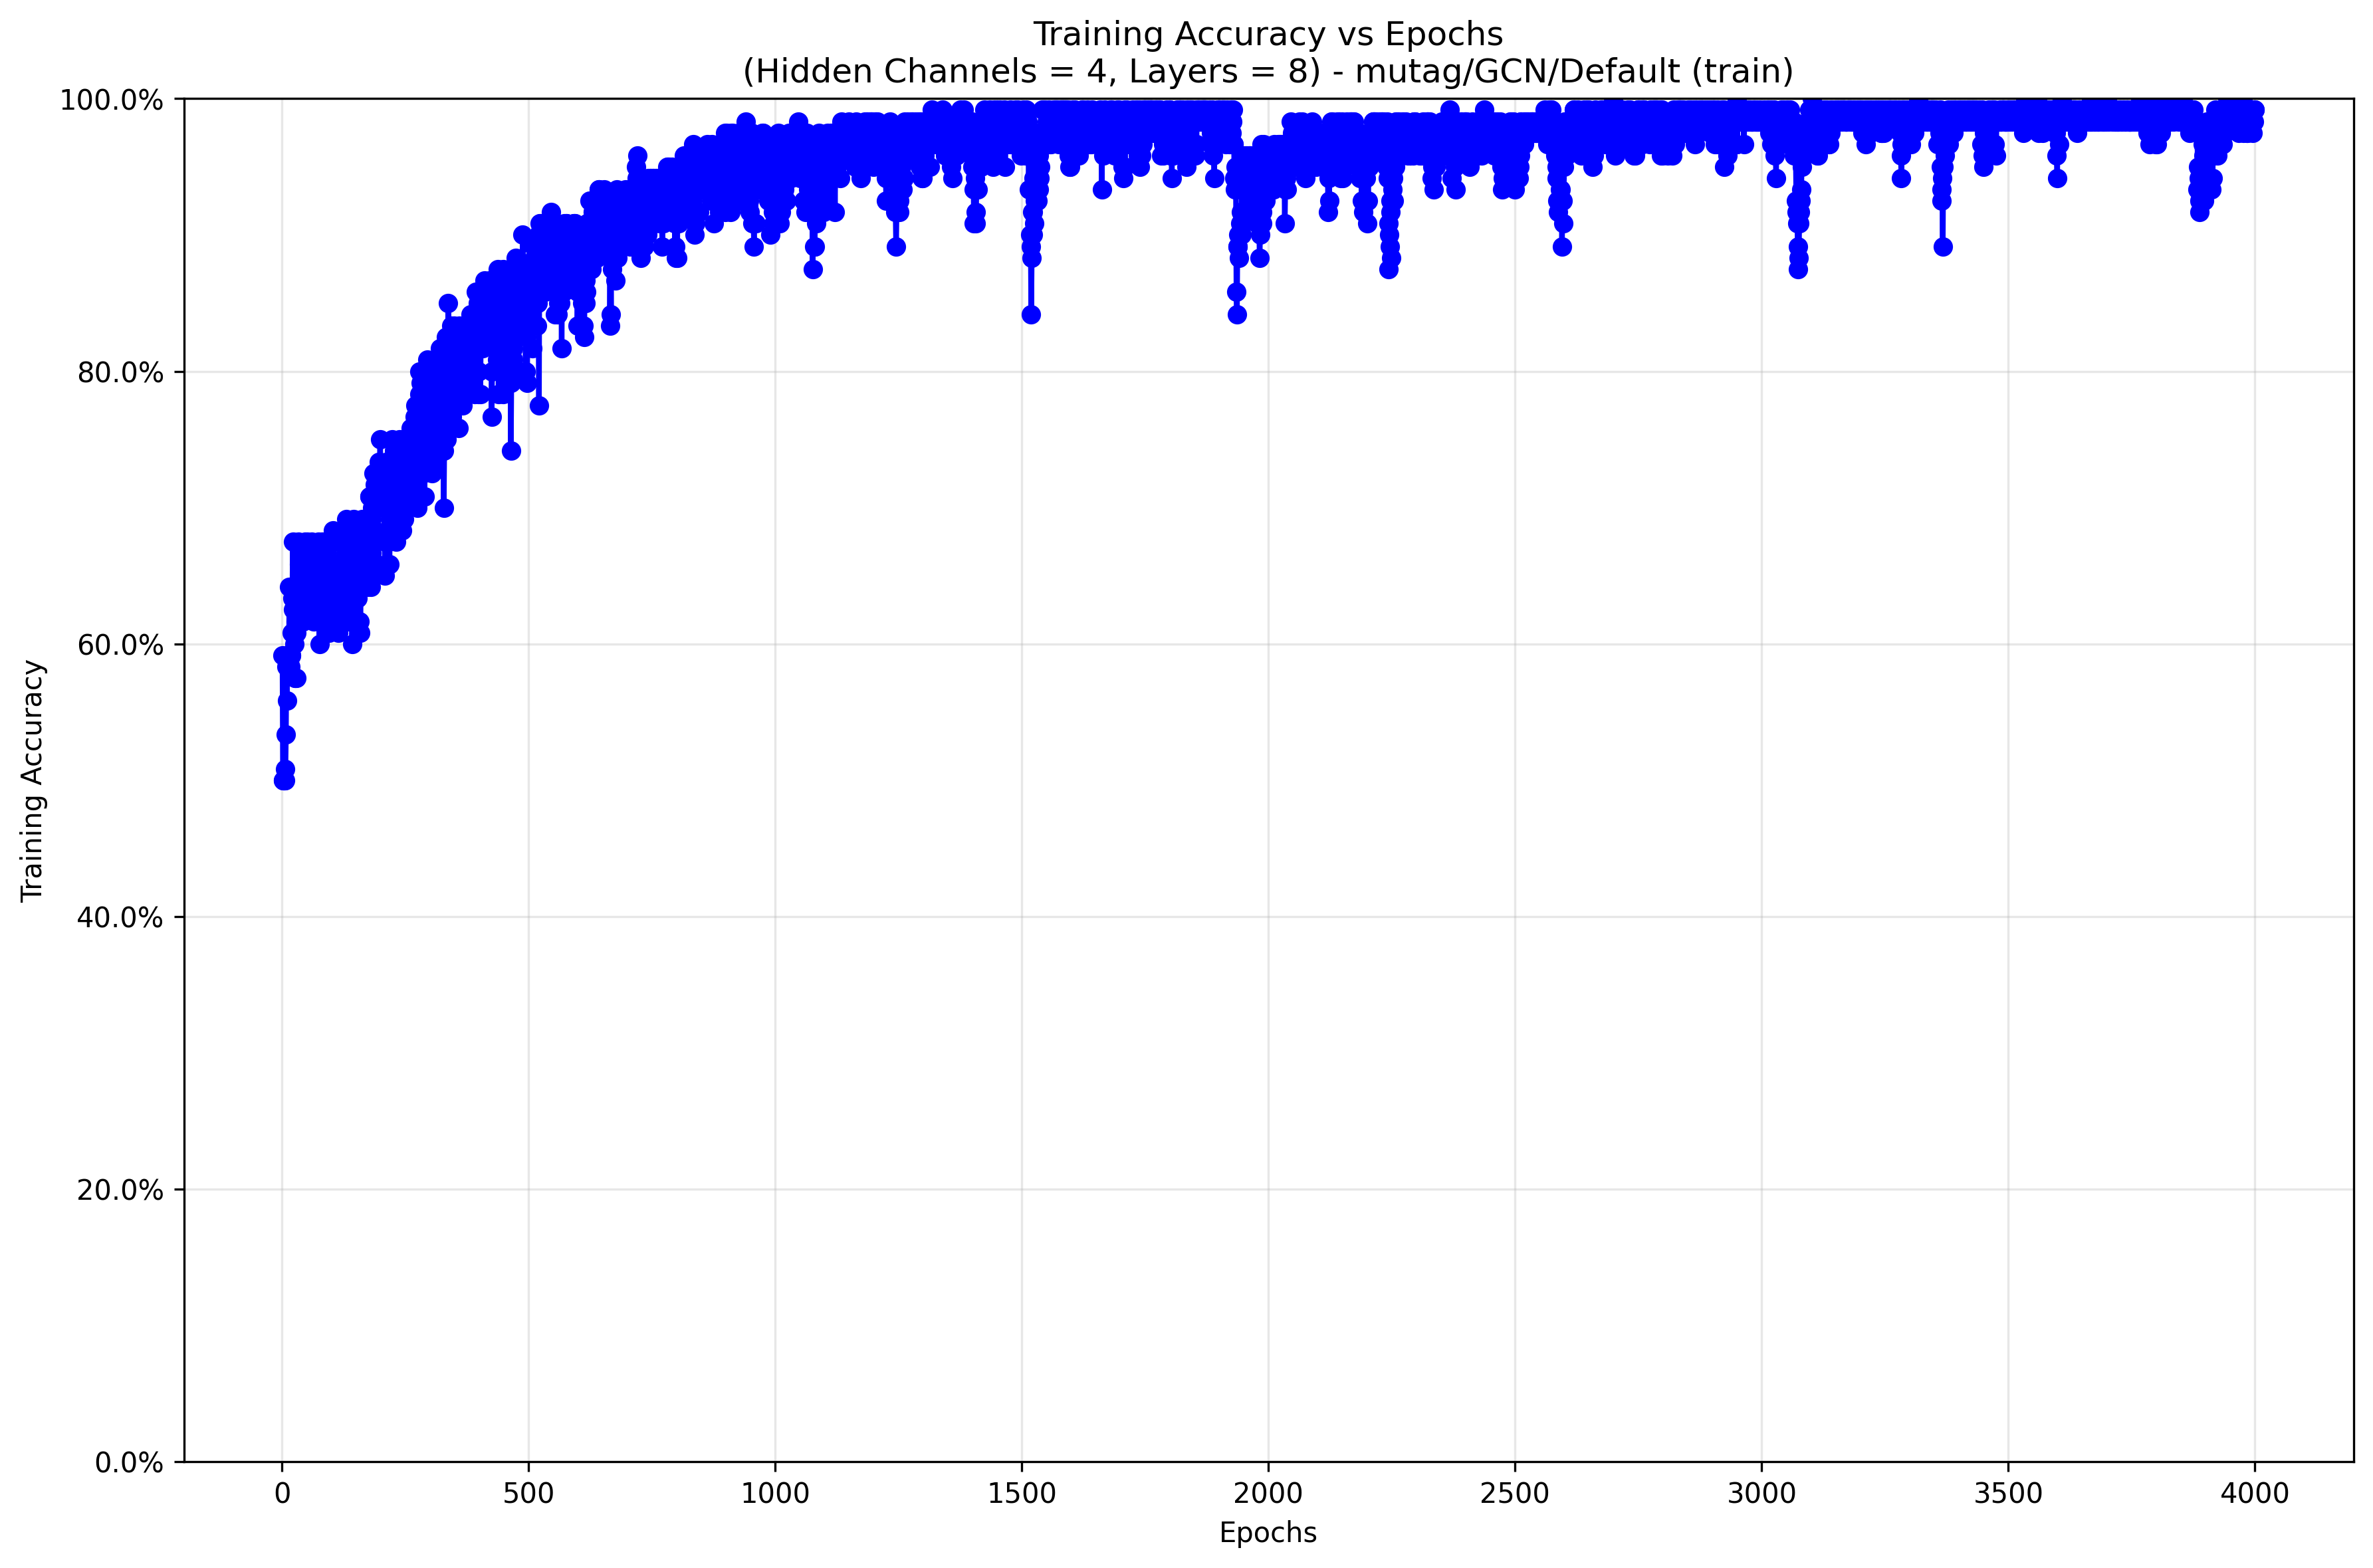 Training Accuracy vs Epochs
(Hidden Channels = 4, Layers = 8) - mutag/GCN/Default (train)
100.0%
80.0%
60.0%
40.0%
20.0%
0.0%
Training Accuracy
0 500 1000 1500 2000 2500 3000 3500 4000
Epochs